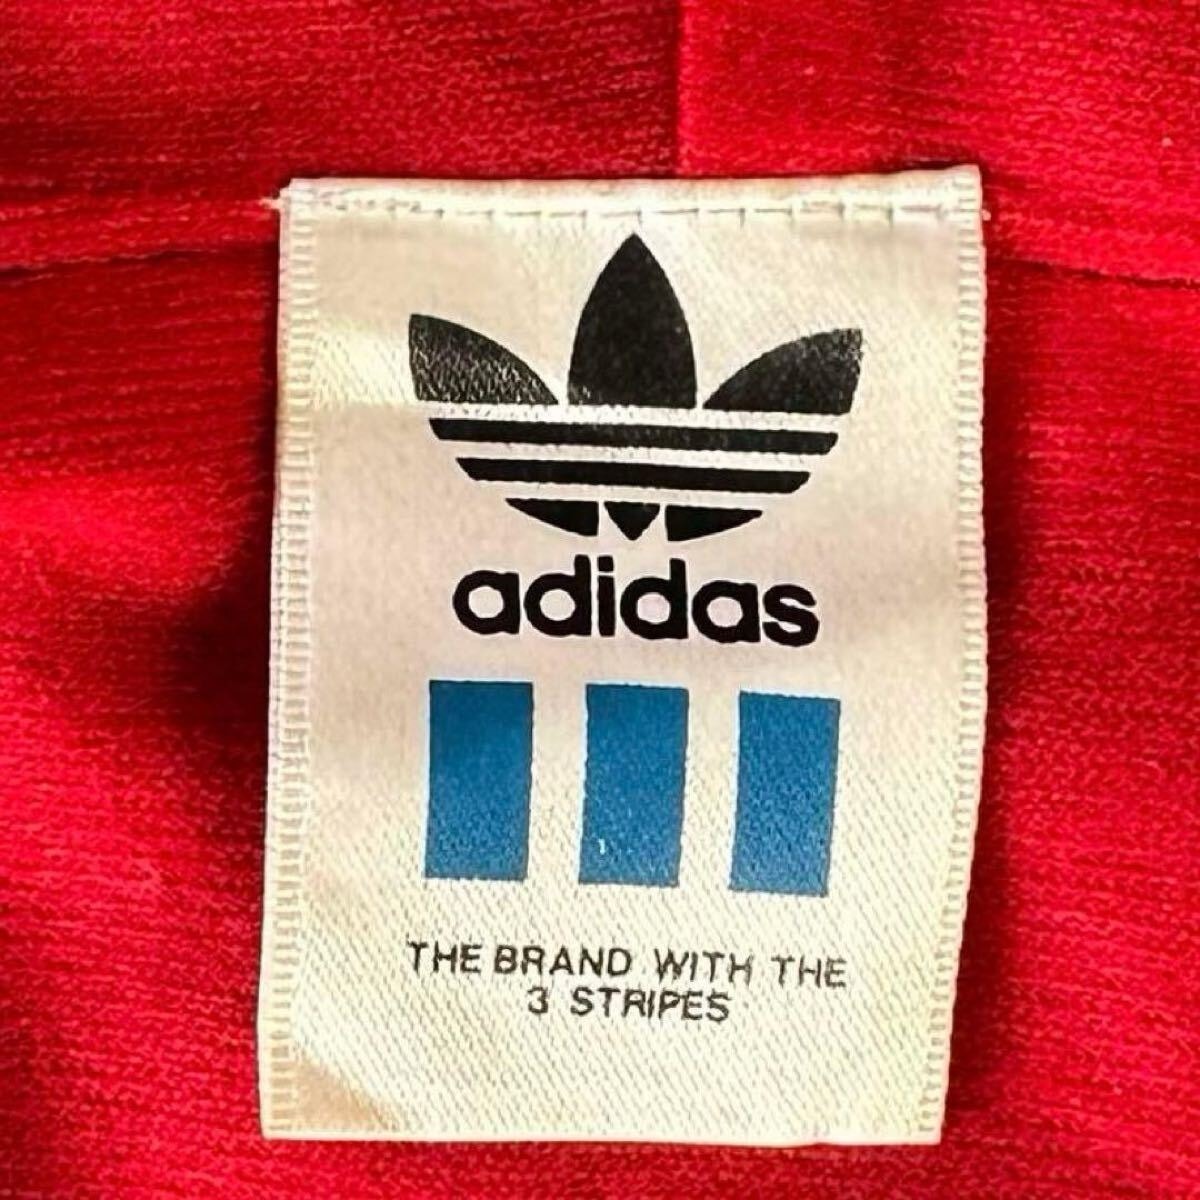 adidas
THE BRAND WITH THE
3 STRIPES